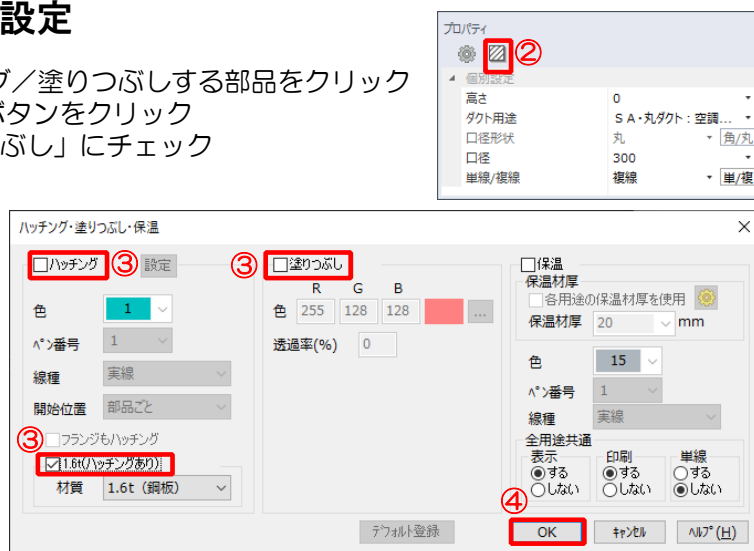 設定
グ/塗りつぶしする部品をクリック
ボタンをクリック
ぶし」にチェック
プロパティ
②
個別設定
高さ 0
ダクト用途 SA・丸ダクト:空調...
口径形状 丸 角/丸
口径 300
単線/複線 複線 単/複
ハッチング・塗りつぶし・保温
ハッチング ③ 設定
色 1
ペン番号 1
線種 実線
開始位置 部品ごと
③ フランジもハッチング
1.6t(ハッチングあり)
材質 1.6t(鋼板)
③ 塗りつぶし
R G B
色 255 128 128 ...
透過率(%) 0
保温
保温材厚
各用途の保温材厚を使用
保温材厚 20 mm
色 15
ペン番号 1
線種 実線
全用途共通
表示 印刷 単線
する する する
しない しない しない
④
デフォルト登録 OK キャンセル ヘルプ(H)